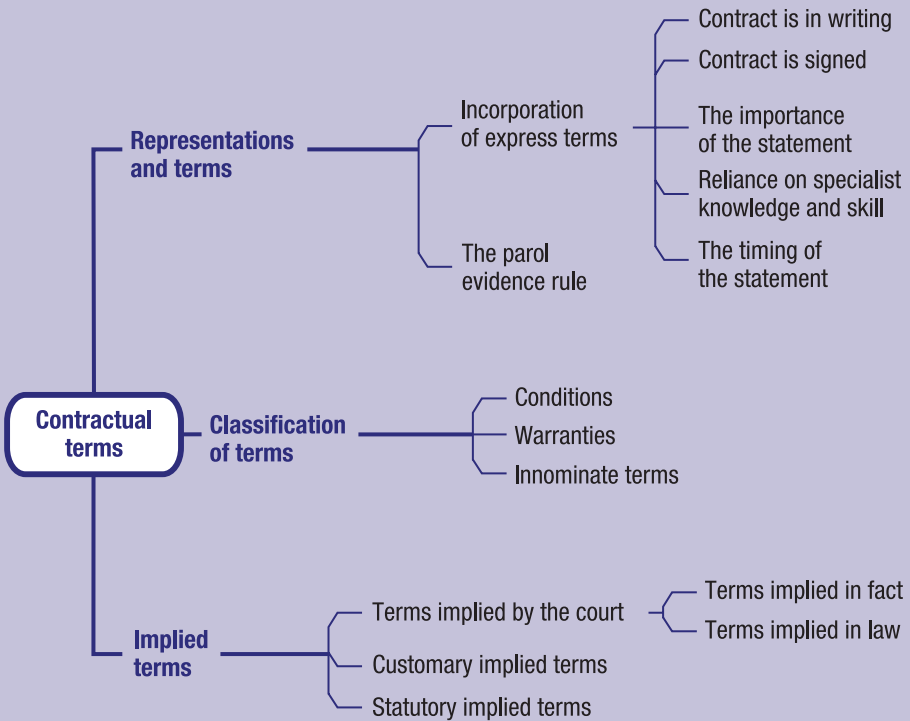 Contractual
terms
Representations
and terms
Incorporation
of express terms
Contract is in writing
Contract is signed
The importance
of the statement
Reliance on specialist
knowledge and skill
The timing of
the statement
The parol
evidence rule
Classification
of terms
Conditions
Warranties
Innominate terms
Implied
terms
Terms implied by the court
Terms implied in fact
Terms implied in law
Customary implied terms
Statutory implied terms